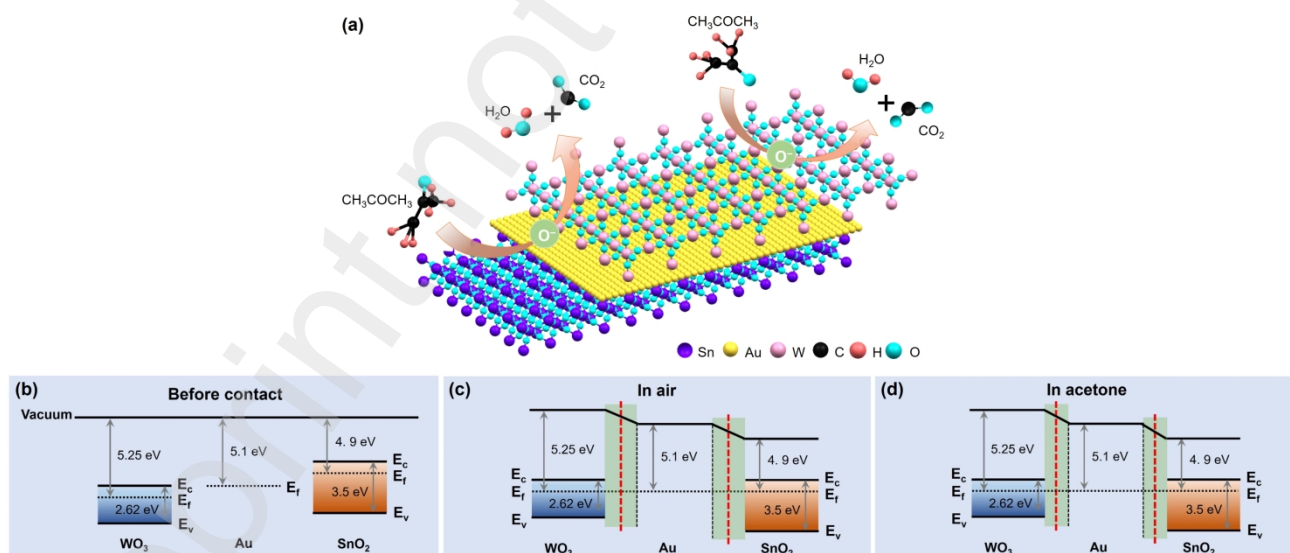 (a)
CH₃COCH₃
H₂O
+
CO₂
H₂O
+
CO₂
CH₃COCH₃
O⁻
O⁻
Sn Au W C H O
(b) Before contact
Vacuum
5.25 eV
5.1 eV
4. 9 eV
Ec
Ef
2.62 eV
Ev
Ef
Ec
Ef
3.5 eV
Ev
WO₃ Au SnO₂
(c) In air
5.25 eV
5.1 eV
4. 9 eV
Ec
Ef
2.62 eV
Ev
Ec
Ef
3.5 eV
Ev
WO₃ Au SnO₂
(d) In acetone
5.25 eV
5.1 eV
4. 9 eV
Ec
Ef
2.62 eV
Ev
Ec
Ef
3.5 eV
Ev
WO₃ Au SnO₂
print not